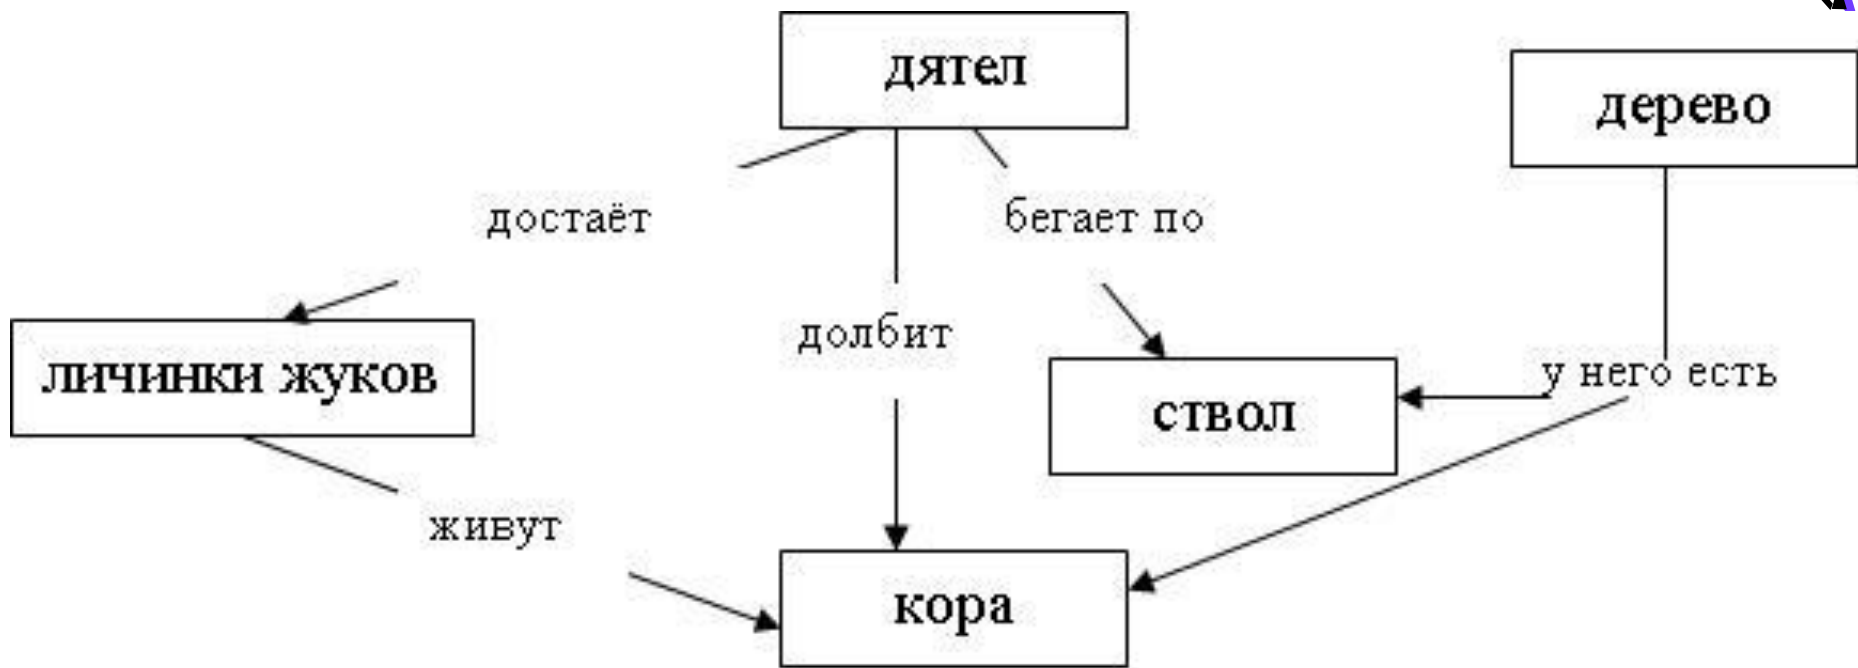 дятел
дерево
достаёт
бегает по
долбит
личинки жуков
у него есть
ствол
живут
кора